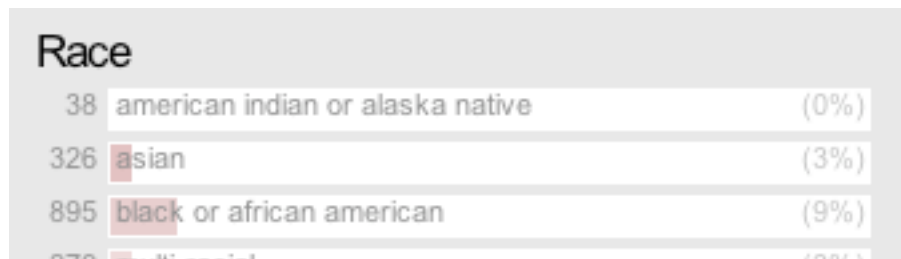 Race
38 american indian or alaska native (0%)
326 asian (3%)
895 black or african american (9%)